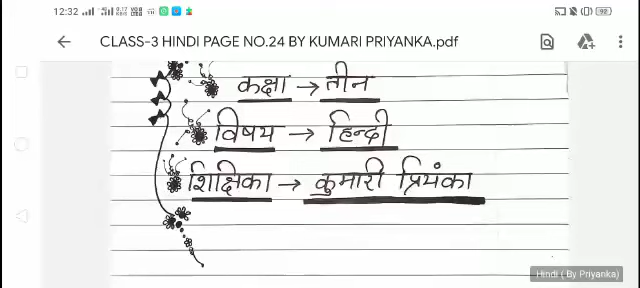 12:32
CLASS-3 HINDI PAGE NO.24 BY KUMARI PRIYANKA.pdf
कक्षा → तीन
विषय → हिन्दी
शिक्षिका → कुमारी प्रियंका
Hindi ( By Priyanka)